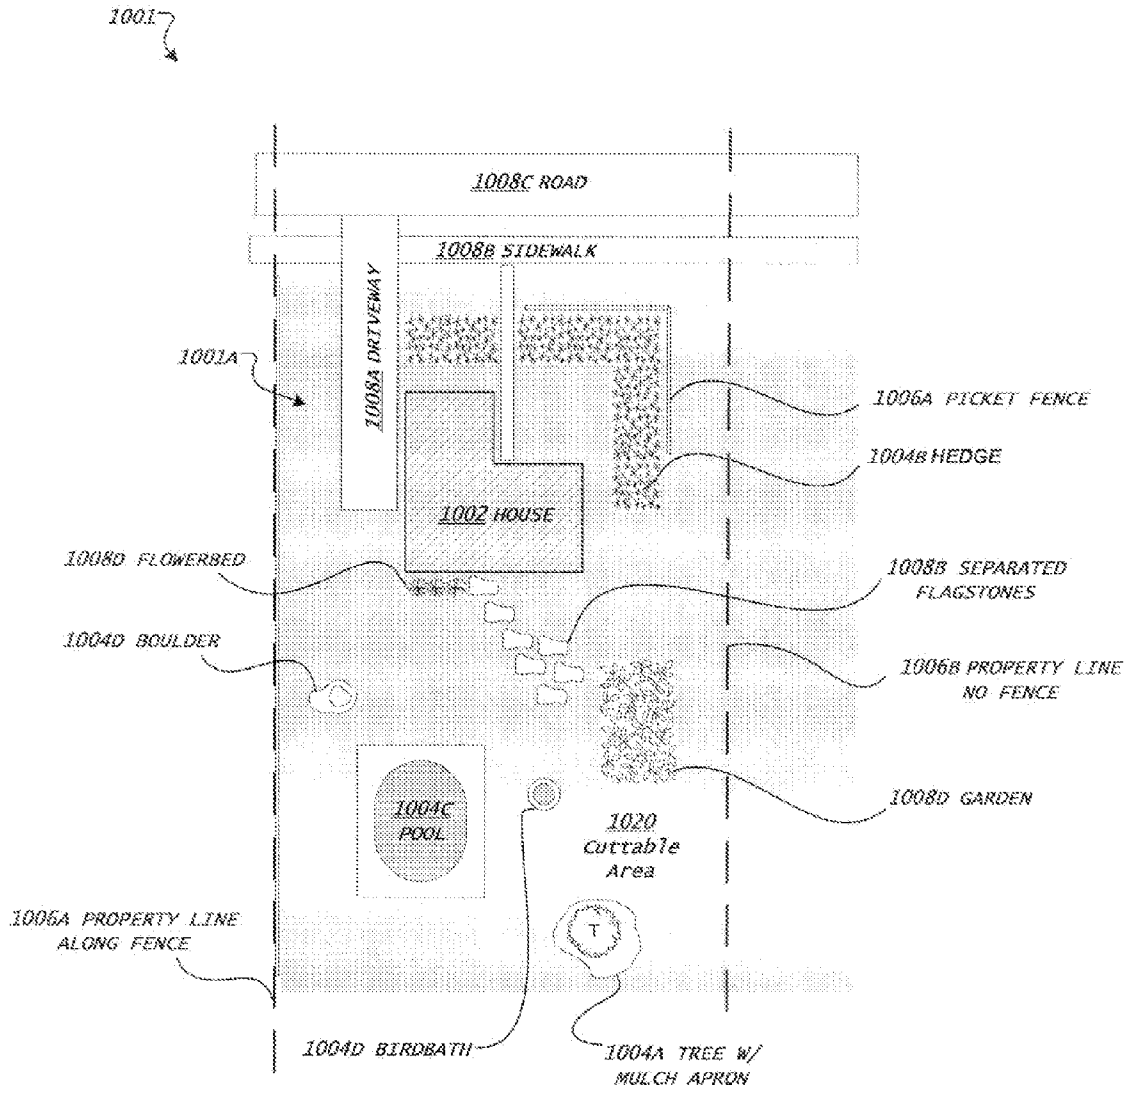 1001
1008C ROAD
1008B SIDEWALK
1008A DRIVEWAY
1001A
1006A PICKET FENCE
1004B HEDGE
1002 HOUSE
1008D FLOWERBED
1008B SEPARATED
FLAGSTONES
1004D BOULDER
1006B PROPERTY LINE
NO FENCE
1004C
POOL
1008D GARDEN
1020
Cuttable
Area
1006A PROPERTY LINE
ALONG FENCE
T
1004D BIRDBATH
1004A TREE W/
MULCH APRON